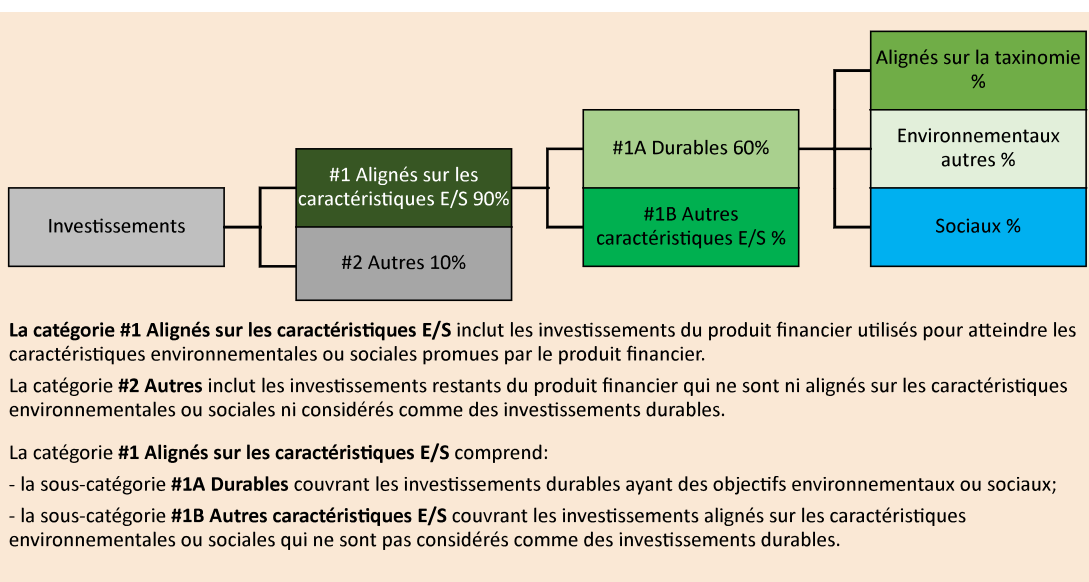 Alignés sur la taxinomie
%
#1A Durables 60%
Environnementaux
autres %
#1 Alignés sur les
caractéristiques E/S 90%
Investissements
#1B Autres
caractéristiques E/S %
Sociaux %
#2 Autres 10%
La catégorie #1 Alignés sur les caractéristiques E/S inclut les investissements du produit financier utilisés pour atteindre les
caractéristiques environnementales ou sociales promues par le produit financier.
La catégorie #2 Autres inclut les investissements restants du produit financier qui ne sont ni alignés sur les caractéristiques
environnementales ou sociales ni considérés comme des investissements durables.
La catégorie #1 Alignés sur les caractéristiques E/S comprend:
- la sous-catégorie #1A Durables couvrant les investissements durables ayant des objectifs environnementaux ou sociaux;
- la sous-catégorie #1B Autres caractéristiques E/S couvrant les investissements alignés sur les caractéristiques
environnementales ou sociales qui ne sont pas considérés comme des investissements durables.